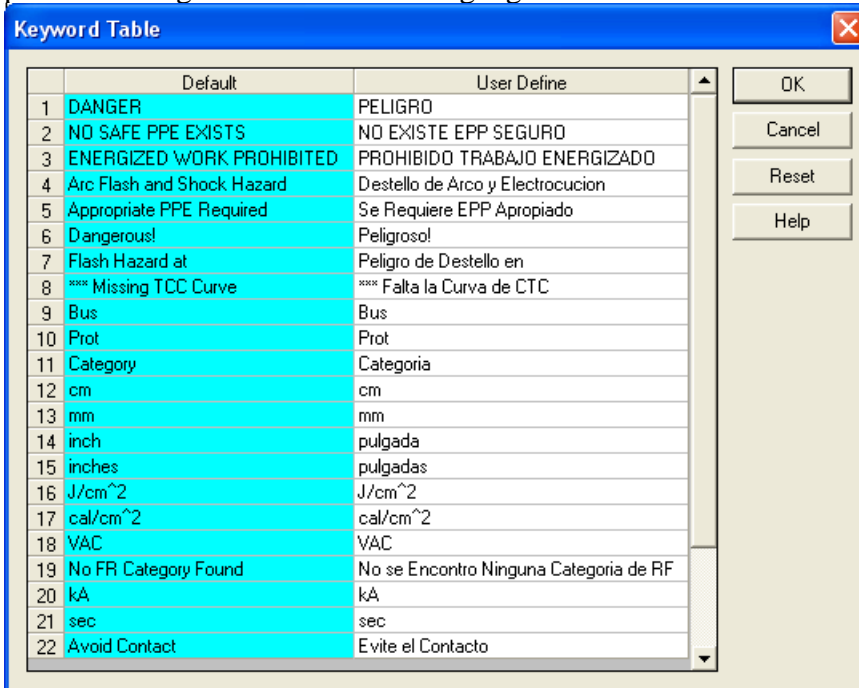 Keyword Table
Default User Define
1 DANGER PELIGRO
2 NO SAFE PPE EXISTS NO EXISTE EPP SEGURO
3 ENERGIZED WORK PROHIBITED PROHIBIDO TRABAJO ENERGIZADO
4 Arc Flash and Shock Hazard Destello de Arco y Electrocucion
5 Appropriate PPE Required Se Requiere EPP Apropiado
6 Dangerous! Peligroso!
7 Flash Hazard at Peligro de Destello en
8 *** Missing TCC Curve *** Falta la Curva de CTC
9 Bus Bus
10 Prot Prot
11 Category Categoria
12 cm cm
13 mm mm
14 inch pulgada
15 inches pulgadas
16 J/cm^2 J/cm^2
17 cal/cm^2 cal/cm^2
18 VAC VAC
19 No FR Category Found No se Encontro Ninguna Categoria de RF
20 kA kA
21 sec sec
22 Avoid Contact Evite el Contacto
OK
Cancel
Reset
Help